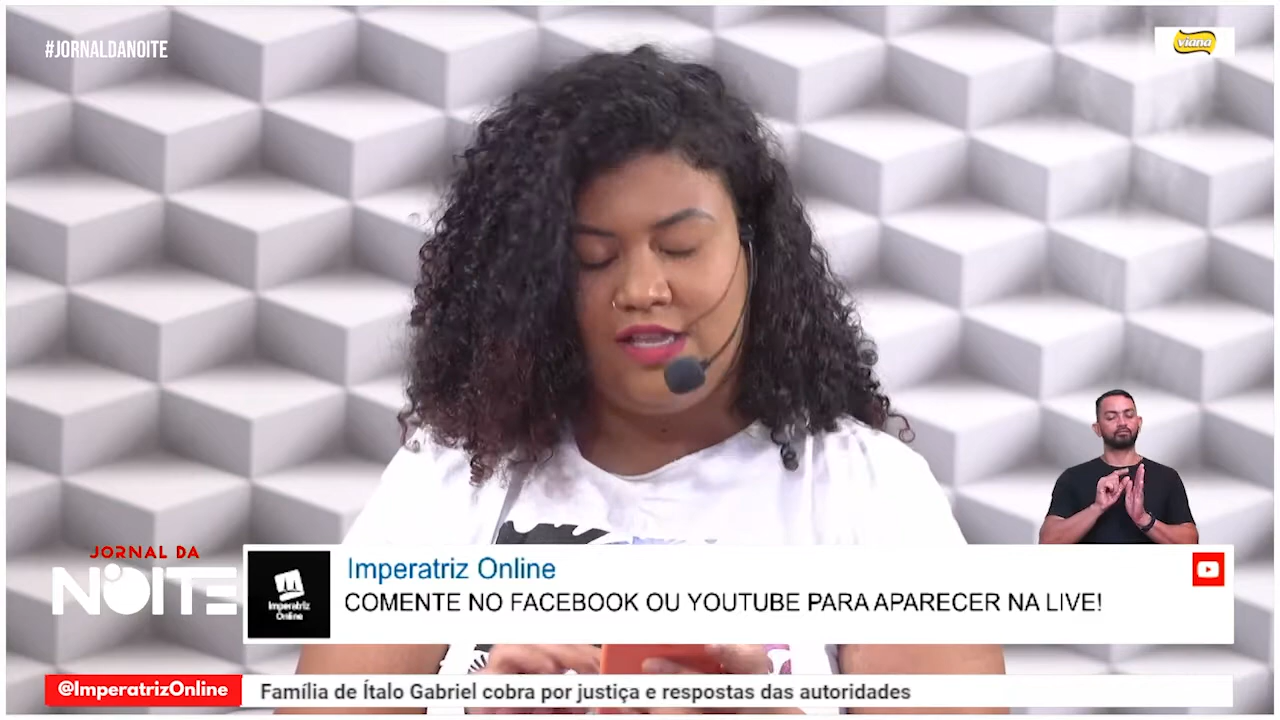 #JORNALDANOITE
viana
JORNAL DA
NOITE
Imperatriz
Online
Imperatriz Online
COMENTE NO FACEBOOK OU YOUTUBE PARA APARECER NA LIVE!
@ImperatrizOnline
Família de Ítalo Gabriel cobra por justiça e respostas das autoridades